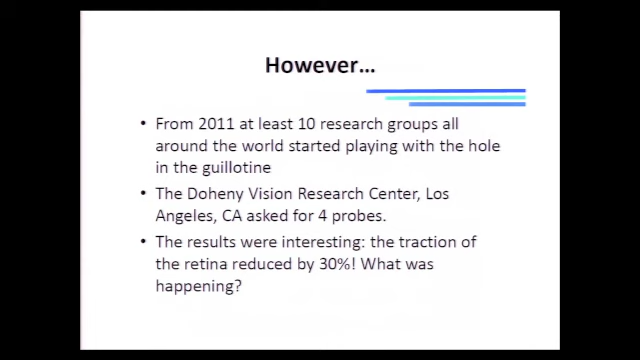 However...
• From 2011 at least 10 research groups all
around the world started playing with the hole
in the guillotine
• The Doheny Vision Research Center, Los
Angeles, CA asked for 4 probes.
• The results were interesting: the traction of
the retina reduced by 30%! What was
happening?